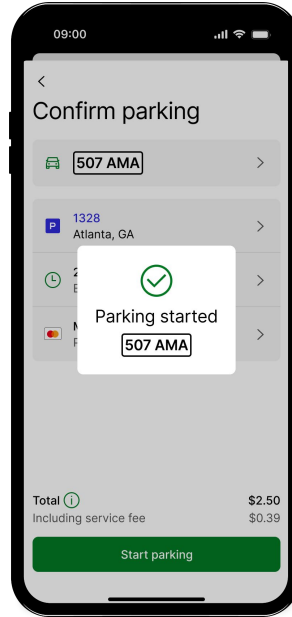 09:00
Confirm parking
507 AMA
P
1328
Atlanta, GA
Parking started
507 AMA
Total
Including service fee
$2.50
$0.39
Start parking